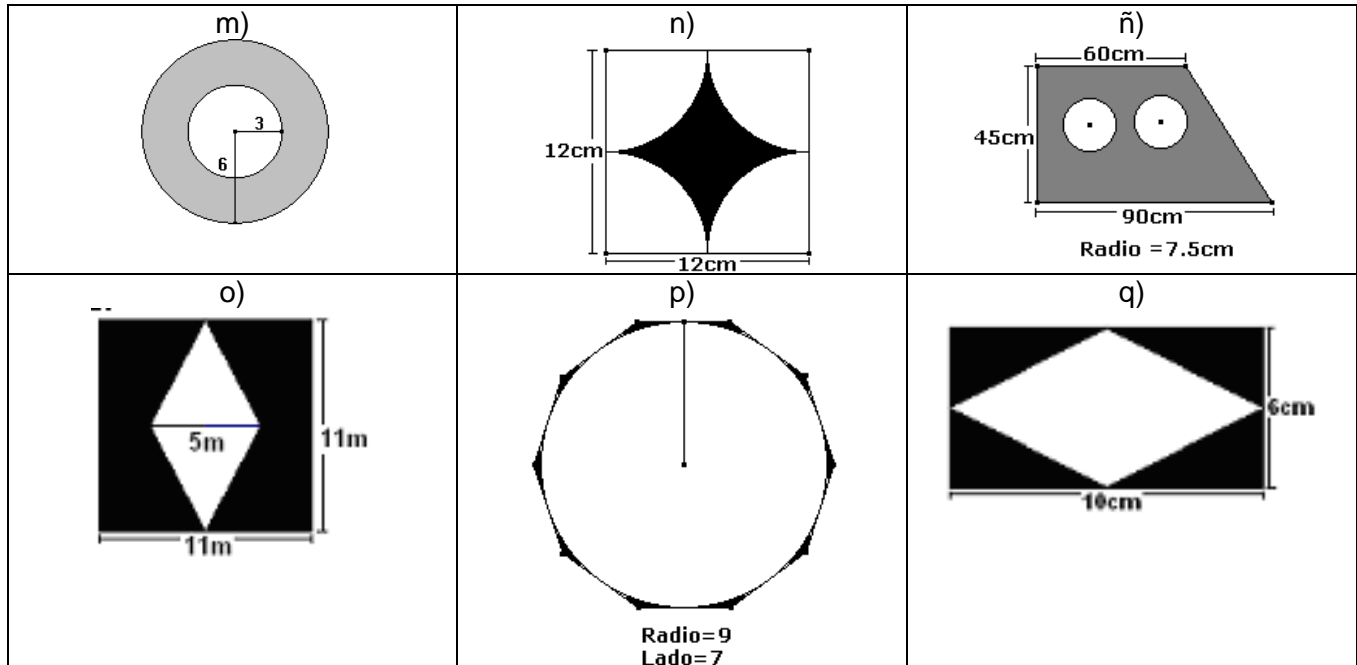 m)
3
6
n)
12cm
12cm
ñ)
60cm
45cm
90cm
Radio =7.5cm
o)
5m
11m
11m
p)
Radio=9
Lado=7
q)
6cm
10cm